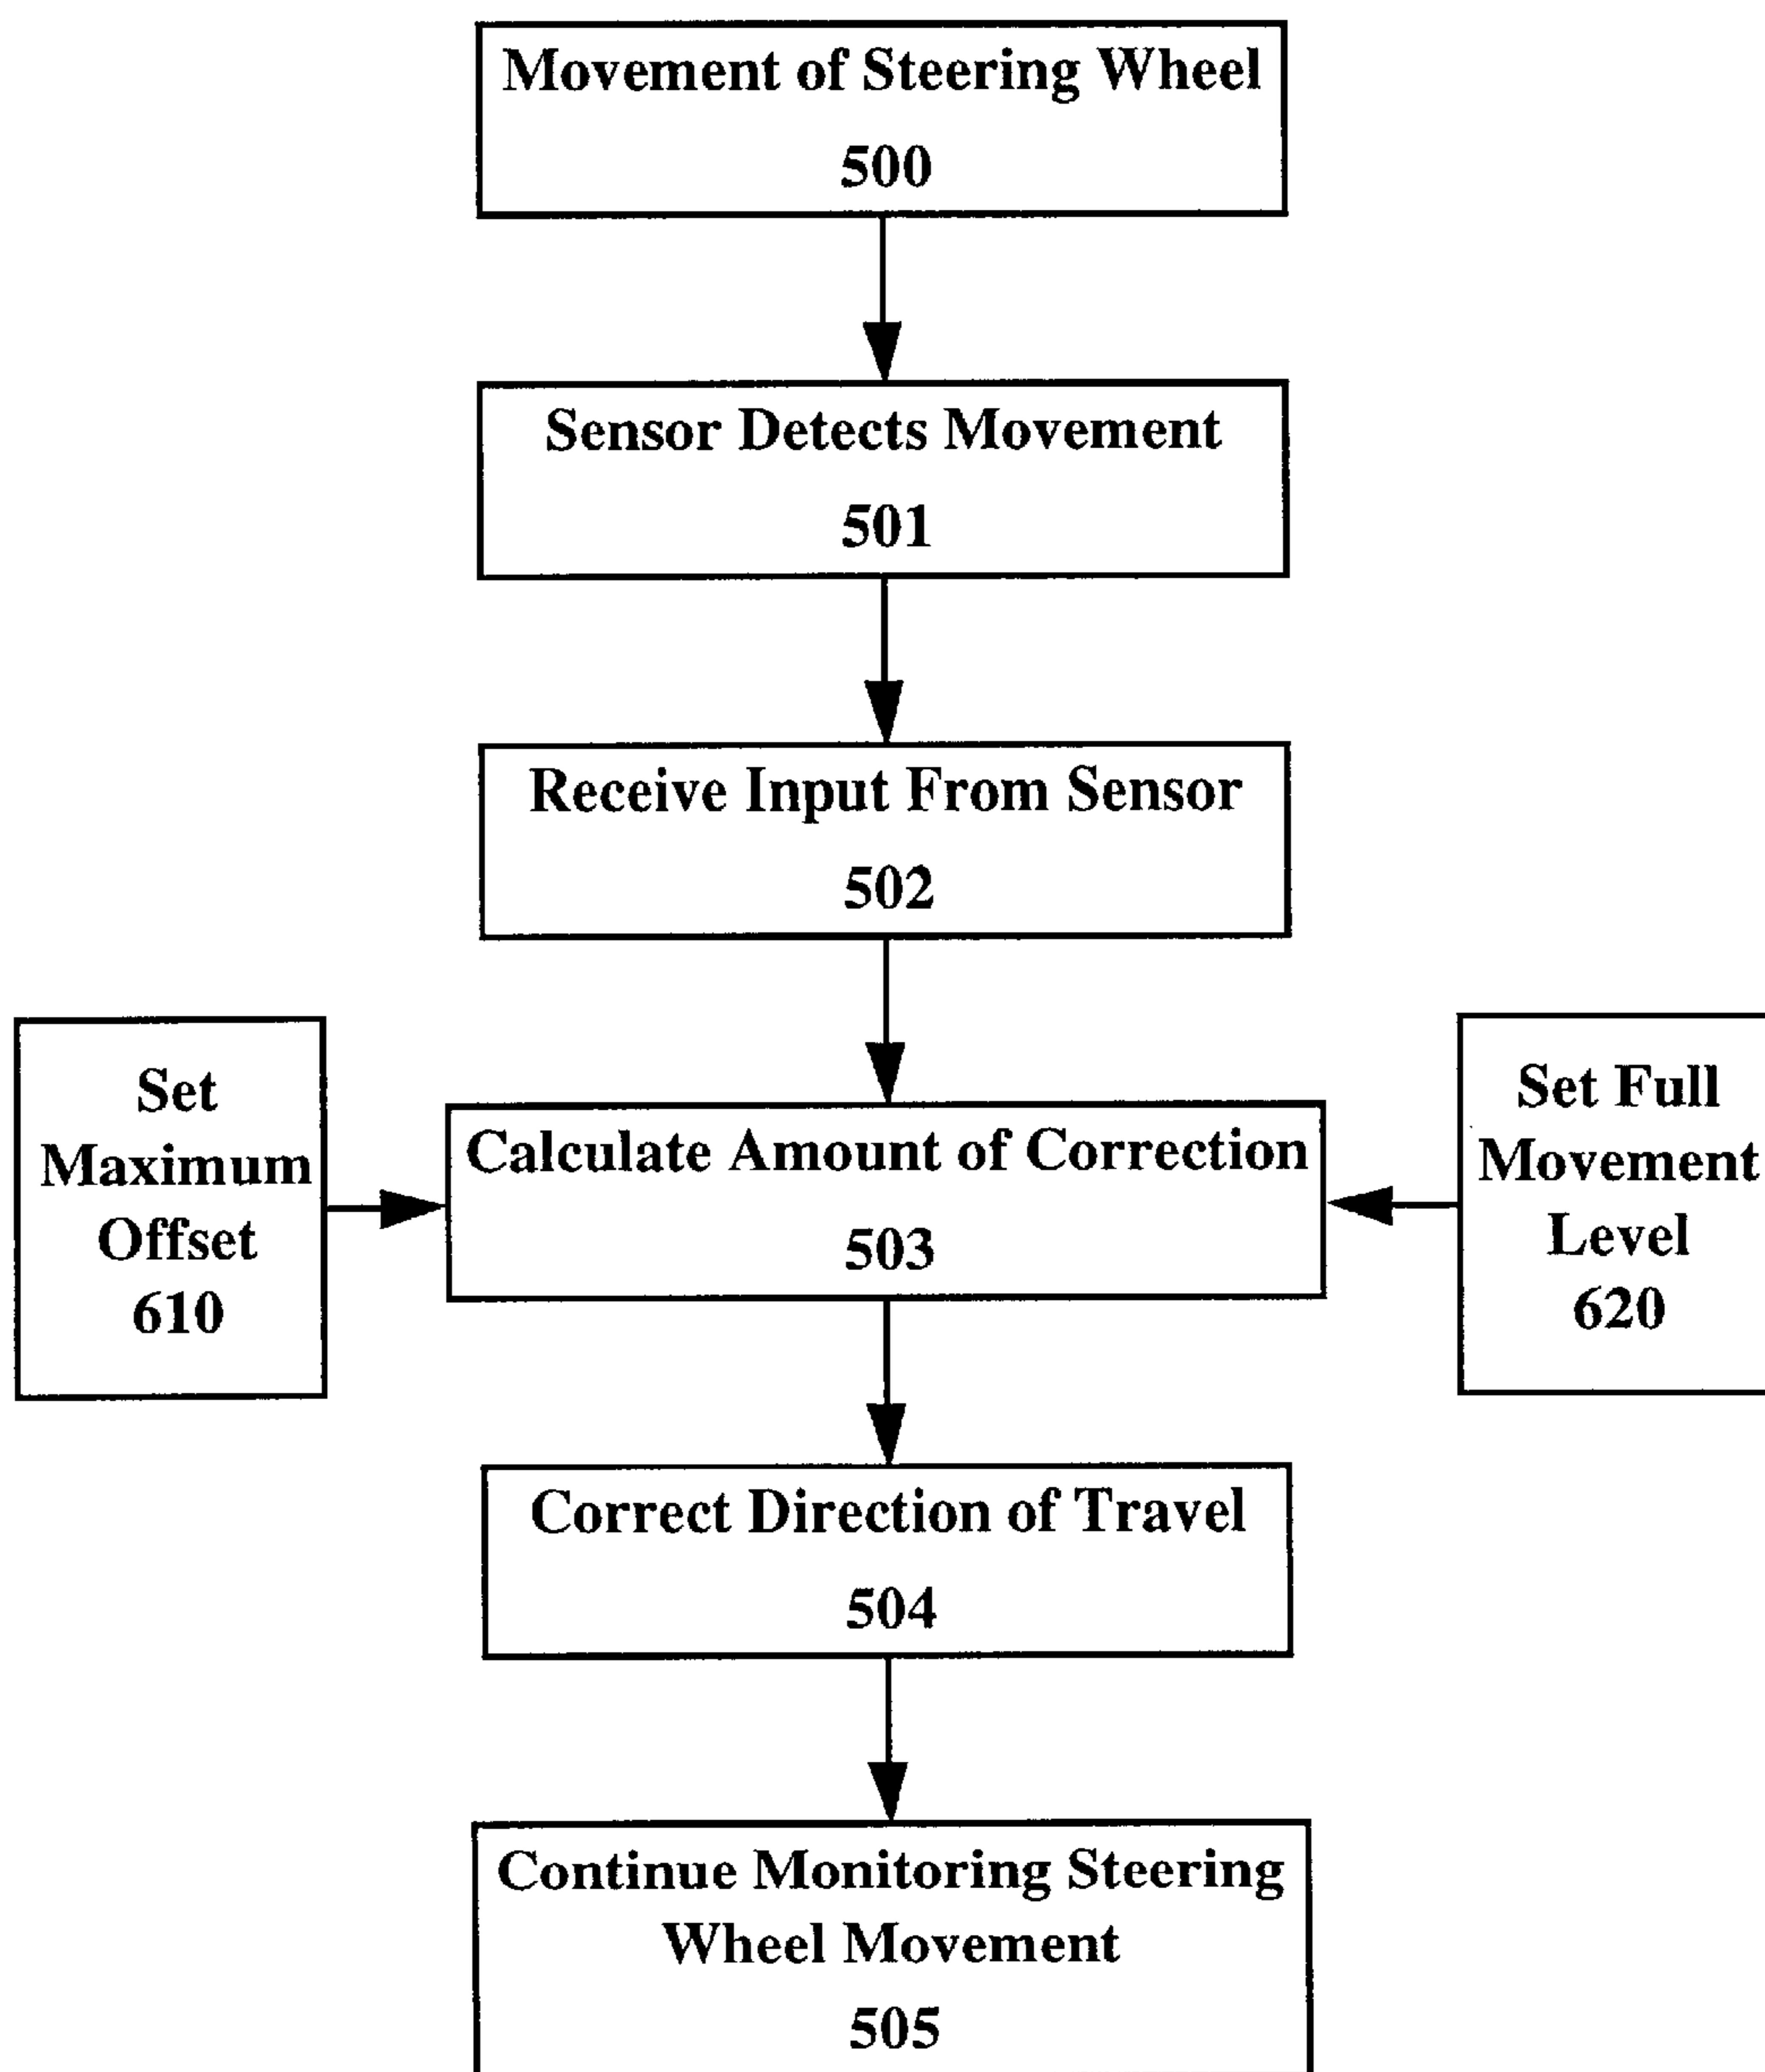 Movement of Steering Wheel
500
Sensor Detects Movement
501
Receive Input From Sensor
502
Set
Maximum
Offset
610
Calculate Amount of Correction
503
Set Full
Movement
Level
620
Correct Direction of Travel
504
Continue Monitoring Steering
Wheel Movement
505